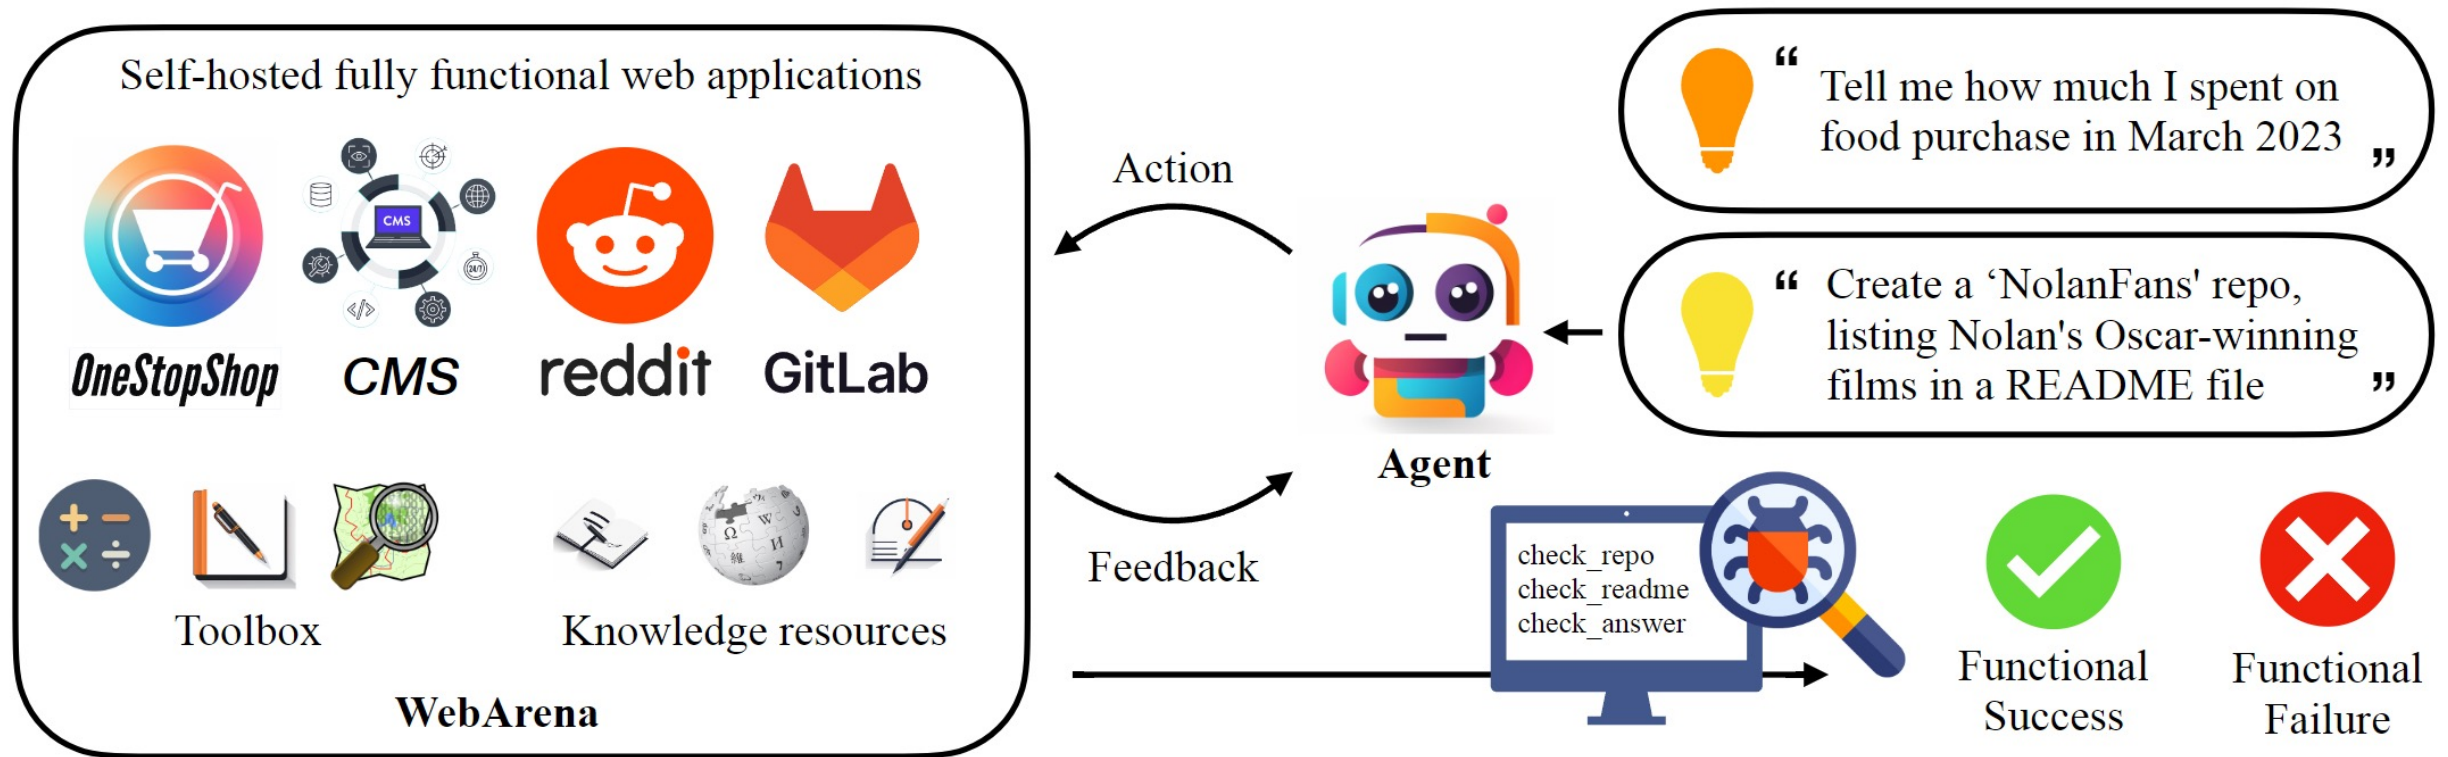 Self-hosted fully functional web applications
CMS
24/7
</>
OneStopShop
CMS
reddit
GitLab
Toolbox
Knowledge resources
WebArena
Action
Feedback
Agent
“ Tell me how much I spent on
food purchase in March 2023 ”
“ Create a ‘NolanFans' repo,
listing Nolan's Oscar-winning
films in a README file ”
check_repo
check_readme
check_answer
Functional
Success
Functional
Failure